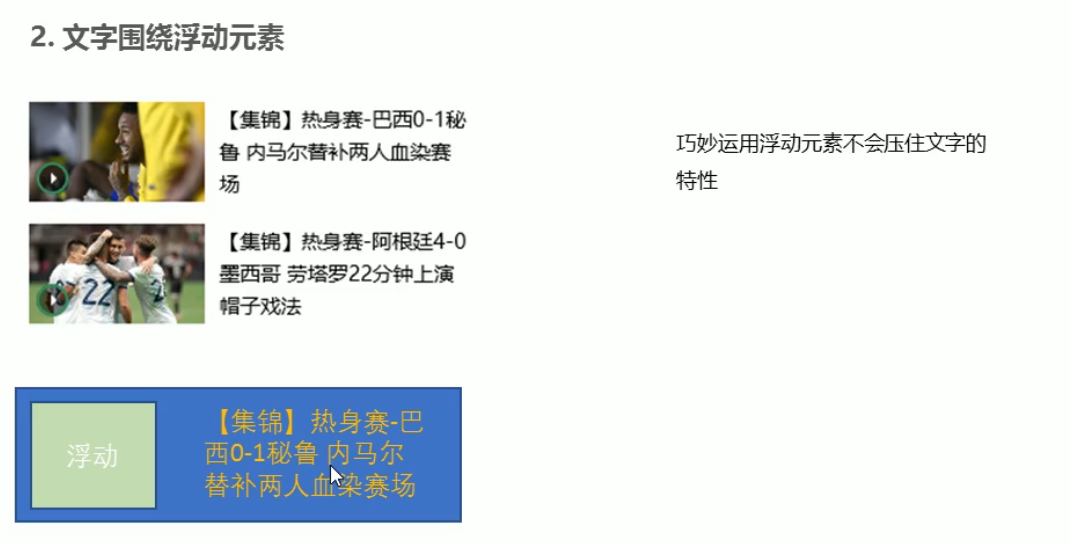 2. 文字围绕浮动元素
【集锦】热身赛-巴西0-1秘
鲁 内马尔替补两人血染赛
场
巧妙运用浮动元素不会压住文字的
特性
【集锦】热身赛-阿根廷4-0
墨西哥 劳塔罗22分钟上演
帽子戏法
22
浮动
【集锦】热身赛-巴
西0-1秘鲁 内马尔
替补两人血染赛场